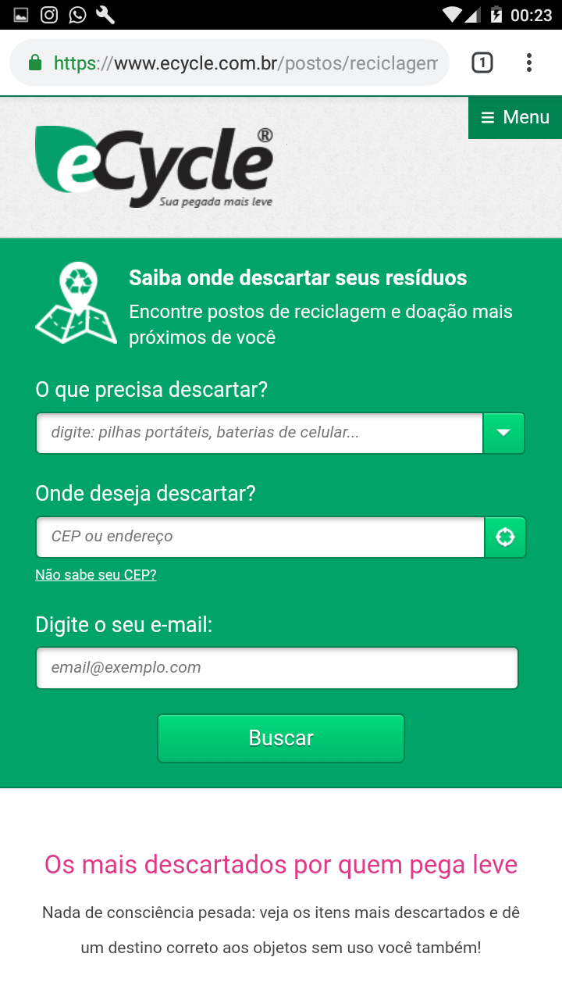 00:23
https://www.ecycle.com.br/postos/reciclagem
1
Menu
eCycle®
Sua pegada mais leve
Saiba onde descartar seus resíduos
Encontre postos de reciclagem e doação mais
próximos de você
O que precisa descartar?
digite: pilhas portáteis, baterias de celular...
Onde deseja descartar?
CEP ou endereço
Não sabe seu CEP?
Digite o seu e-mail:
email@exemplo.com
Buscar
Os mais descartados por quem pega leve
Nada de consciência pesada: veja os itens mais descartados e dê
um destino correto aos objetos sem uso você também!